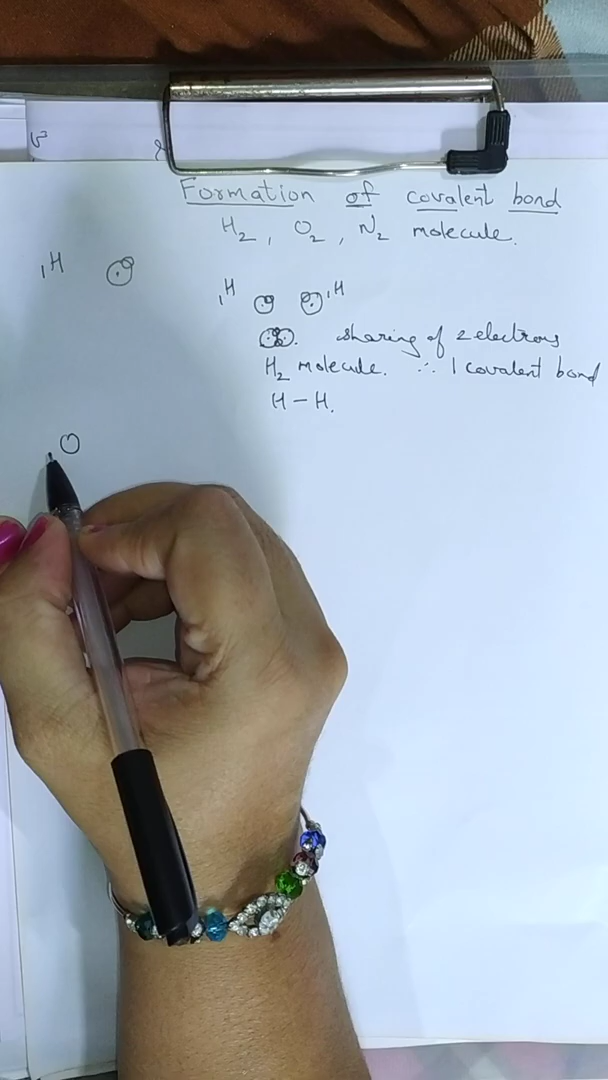 Formation of covalent bond
H₂, O₂, N₂ molecule.
₁H
₁H ₁H
sharing of 2 electrons
H₂ molecule. ∴ 1 covalent bond
H – H.
O